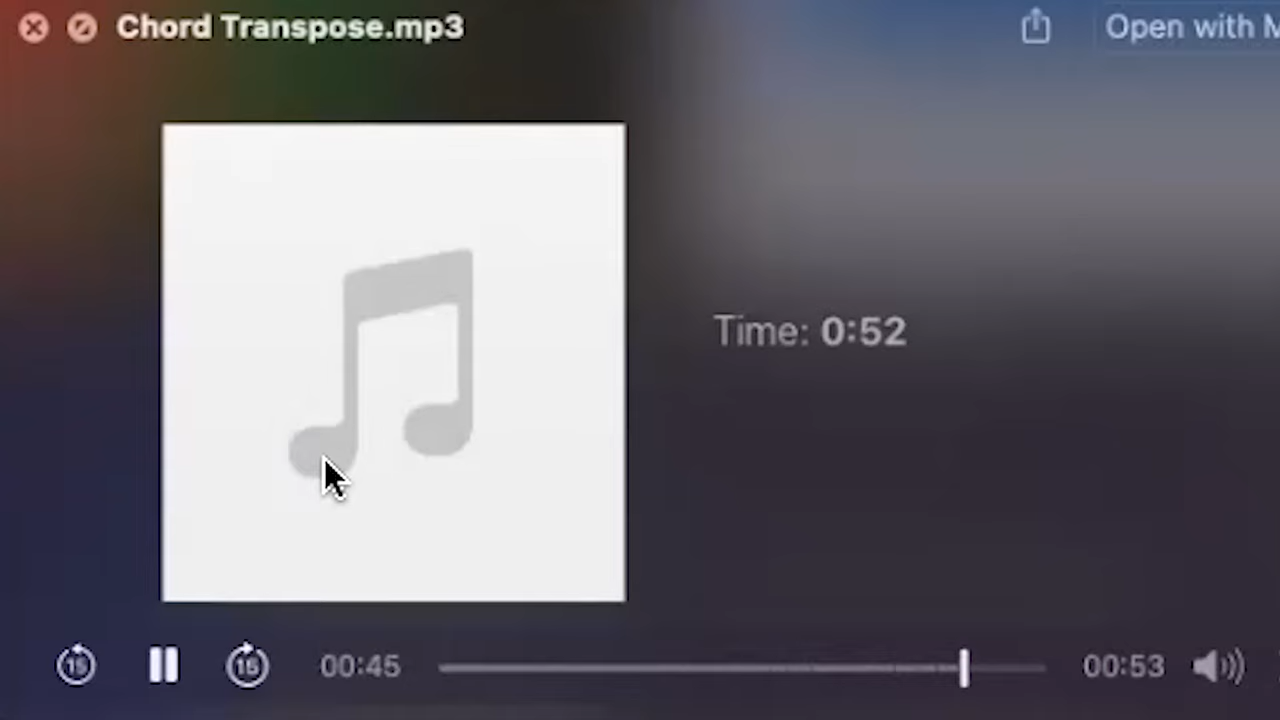 Chord Transpose.mp3
Open with M
Time: 0:52
15
15
00:45
00:53